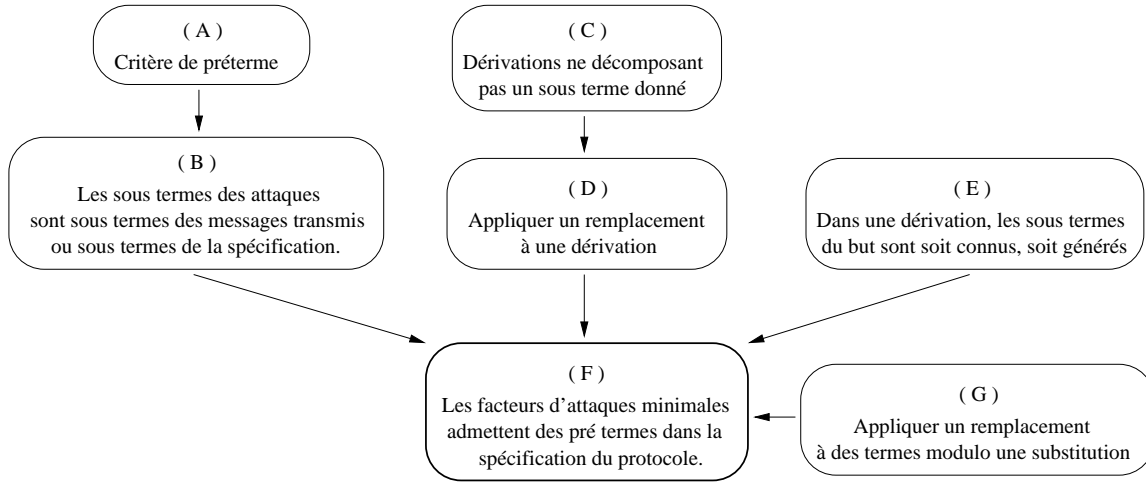 ( A )
Critère de préterme
( C )
Dérivations ne décomposant
pas un sous terme donné
( B )
Les sous termes des attaques
sont sous termes des messages transmis
ou sous termes de la spécification.
( D )
Appliquer un remplacement
à une dérivation
( E )
Dans une dérivation, les sous termes
du but sont soit connus, soit générés
( F )
Les facteurs d'attaques minimales
admettent des pré termes dans la
spécification du protocole.
( G )
Appliquer un remplacement
à des termes modulo une substitution